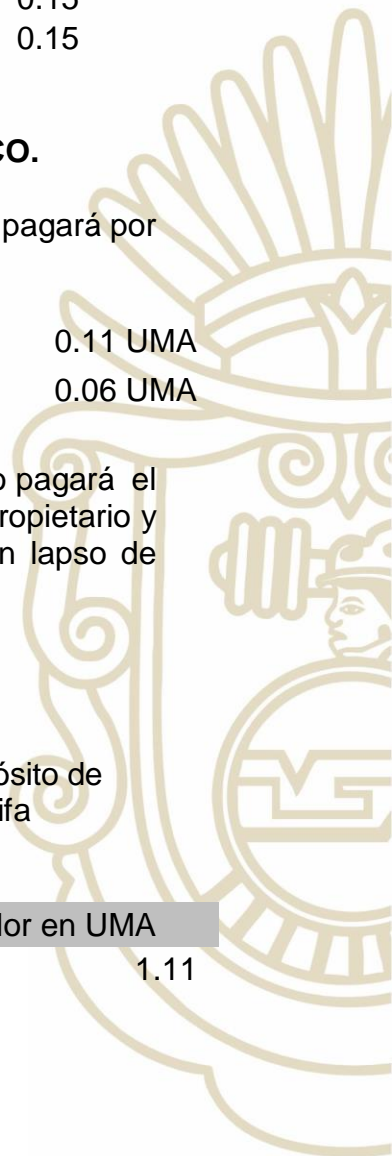 0.15
CO.
pagará por
0.11 UMA
0.06 UMA
pagará el
ropietario y
n lapso de
ósito de
ifa
lor en UMA
1.11